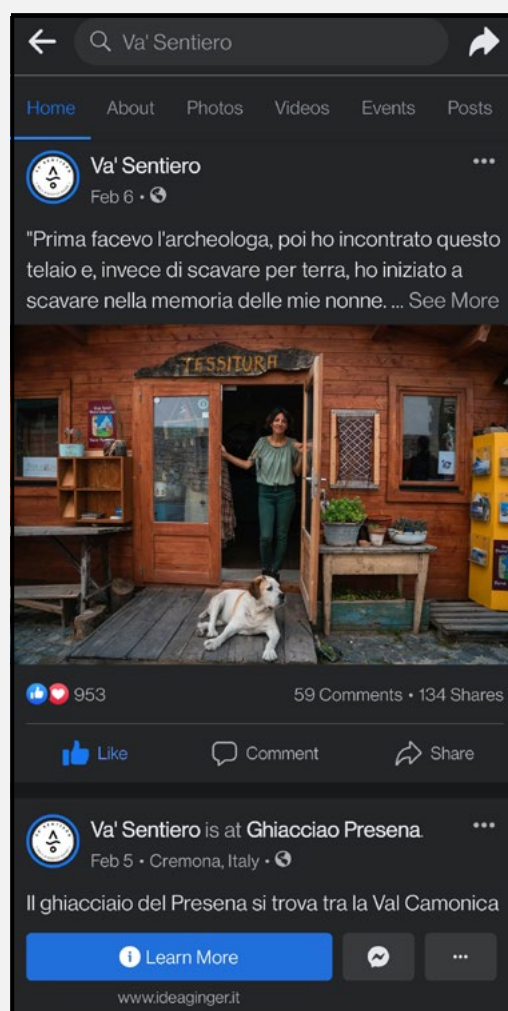 Va' Sentiero
Home About Photos Videos Events Posts
Va' Sentiero
Feb 6 •
"Prima facevo l'archeologa, poi ho incontrato questo
telaio e, invece di scavare per terra, ho iniziato a
scavare nella memoria delle mie nonne. ... See More
TESSITURA
953 59 Comments • 134 Shares
Like Comment Share
Va' Sentiero is at Ghiacciao Presena.
Feb 5 • Cremona, Italy •
Il ghiacciaio del Presena si trova tra la Val Camonica
Learn More
www.ideaginger.it